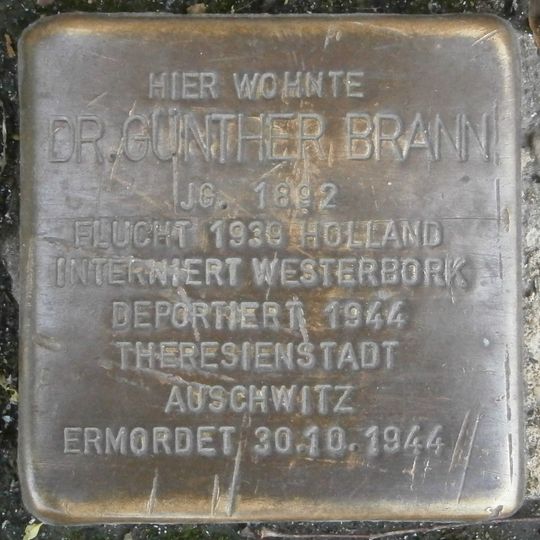 HIER WOHNTE
DR. GÜNTHER BRANN
JG. 1892
FLUCHT 1939 HOLLAND
INTERNIERT WESTERBORK
DEPORTIERT 1944
THERESIENSTADT
AUSCHWITZ
ERMORDET 30.10.1944